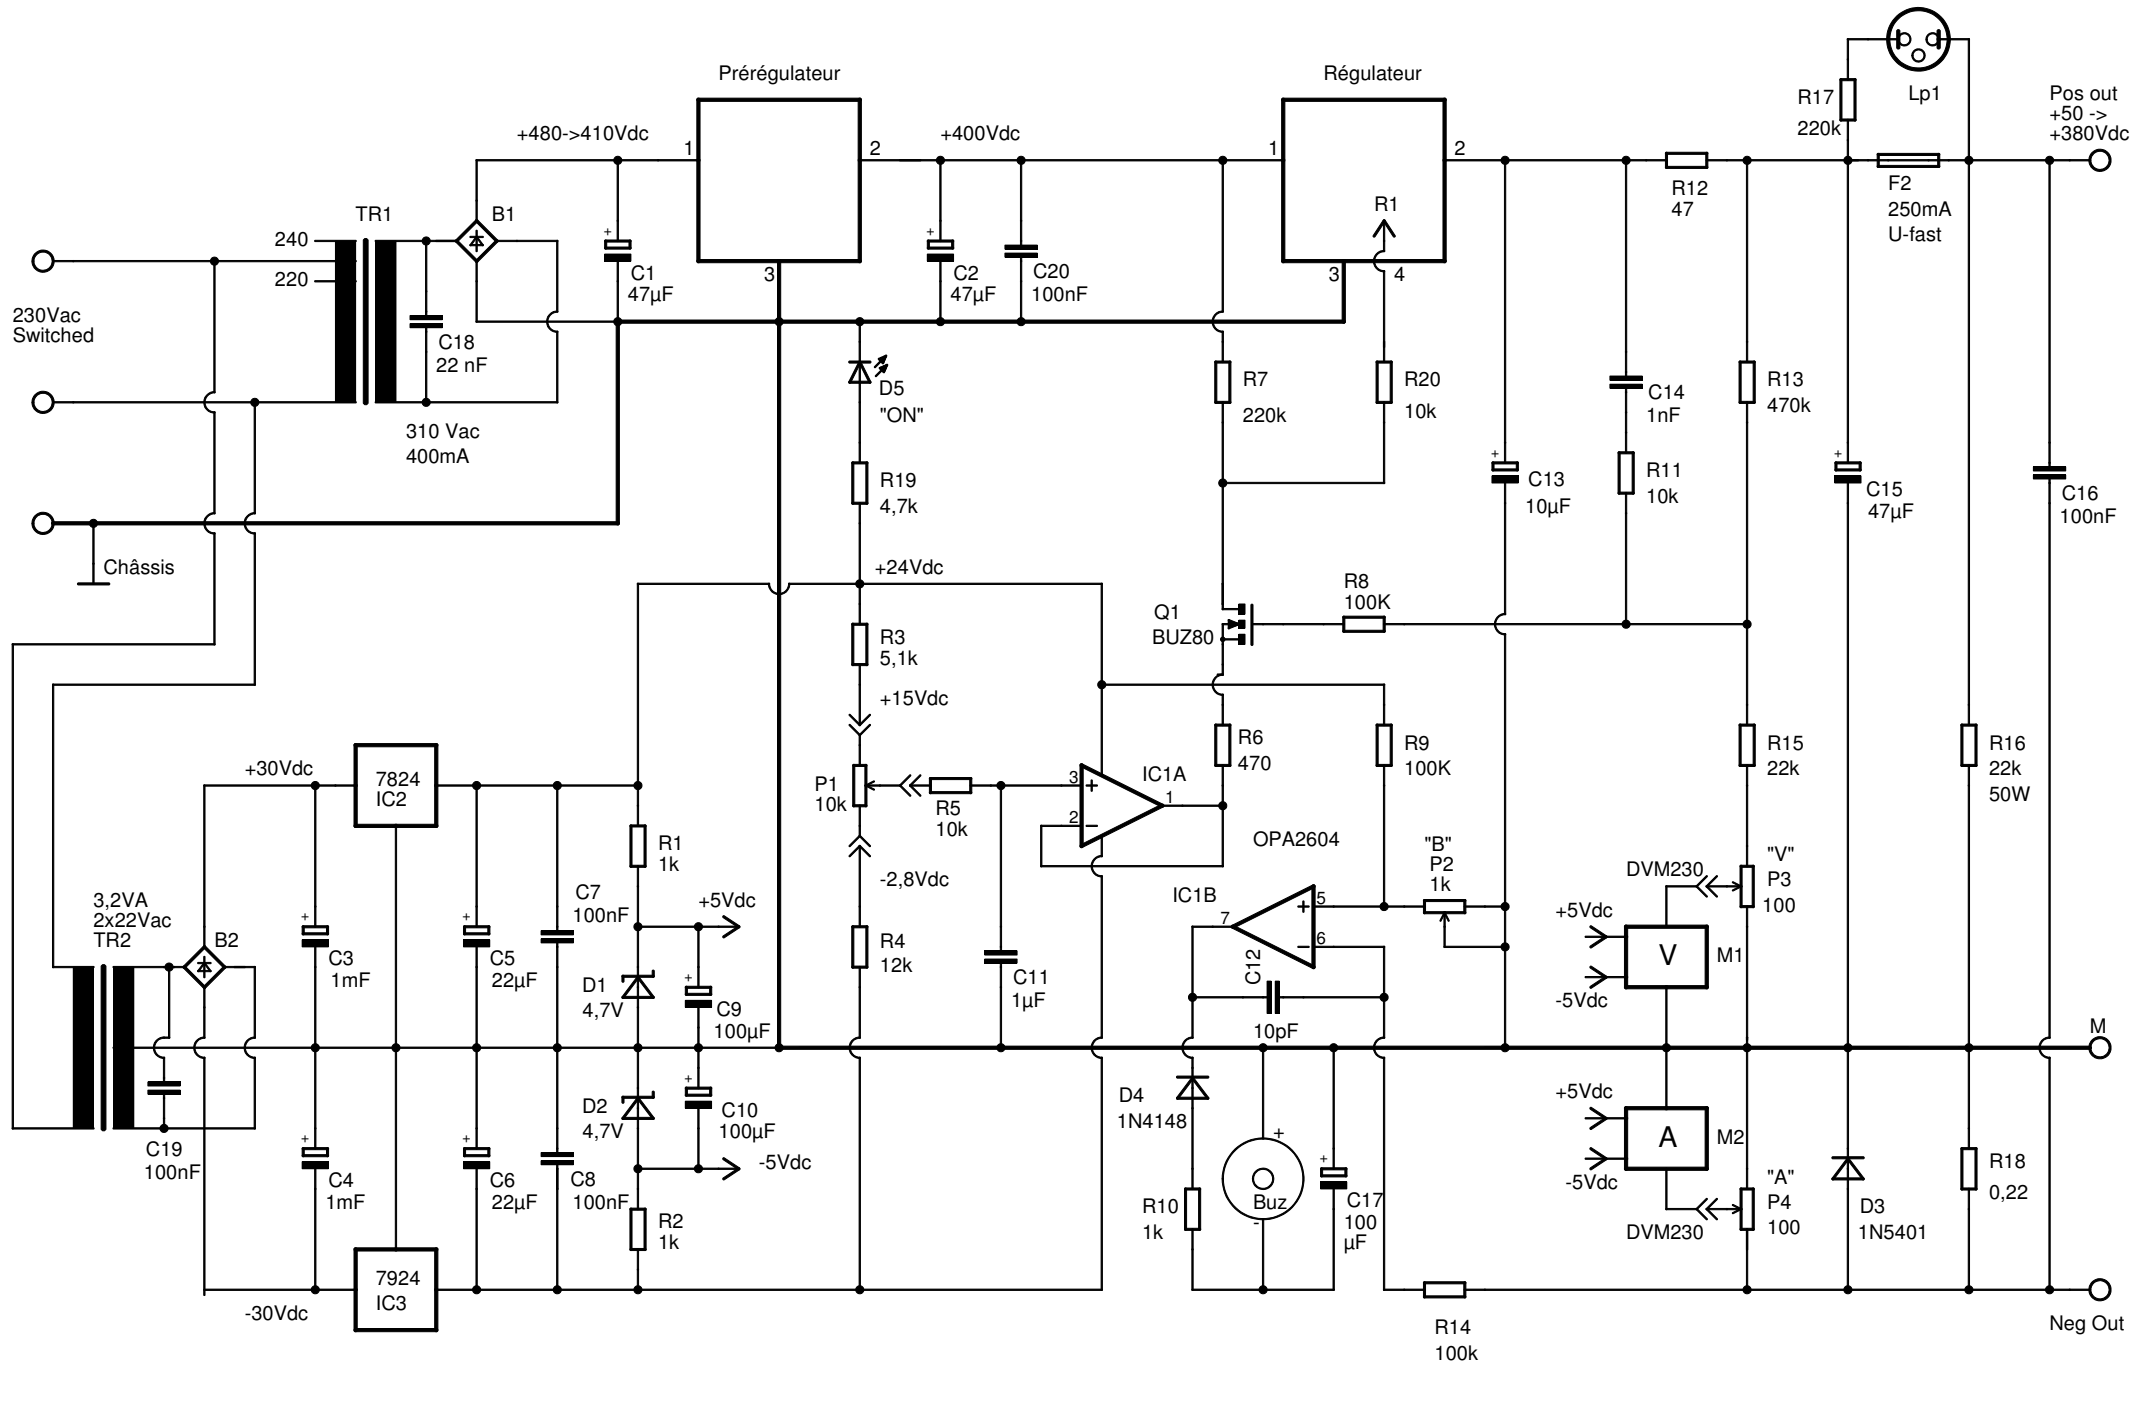 Prérégulateur
Régulateur
Lp1
R17
220k
Pos out
+50 ->
+380Vdc
+480->410Vdc
1
2
+400Vdc
1
2
F2
250mA
U-fast
R12
47
TR1
B1
R1
240
220
3
3
4
+
C1
47µF
+
C2
47µF
C20
100nF
230Vac
Switched
C18
22 nF
310 Vac
400mA
D5
"ON"
R7
220k
R20
10k
C14
1nF
R13
470k
R19
4,7k
+
C13
10µF
R11
10k
+
C15
47µF
C16
100nF
Châssis
+24Vdc
R8
100K
Q1
BUZ80
R3
5,1k
+15Vdc
R6
470
R9
100K
R15
22k
R16
22k
50W
+30Vdc
7824
IC2
P1
10k
R5
10k
3
+
2
−
1
IC1A
OPA2604
"B"
P2
1k
DVM230
"V"
P3
100
R1
1k
-2,8Vdc
IC1B
7
+
5
−
6
3,2VA
2x22Vac
TR2
B2
+
C3
1mF
+
C5
22µF
C7
100nF
+5Vdc
R4
12k
+5Vdc
V
M1
-5Vdc
D1
4,7V
+
C9
100µF
C11
1µF
C12
10pF
M
C19
100nF
D2
4,7V
+
C10
100µF
-5Vdc
D4
1N4148
+5Vdc
A
M2
-5Vdc
+
C4
1mF
+
C6
22µF
C8
100nF
R10
1k
+
Buz
-
+
C17
100
µF
DVM230
"A"
P4
100
D3
1N5401
R18
0,22
R2
1k
7924
IC3
-30Vdc
R14
100k
Neg Out